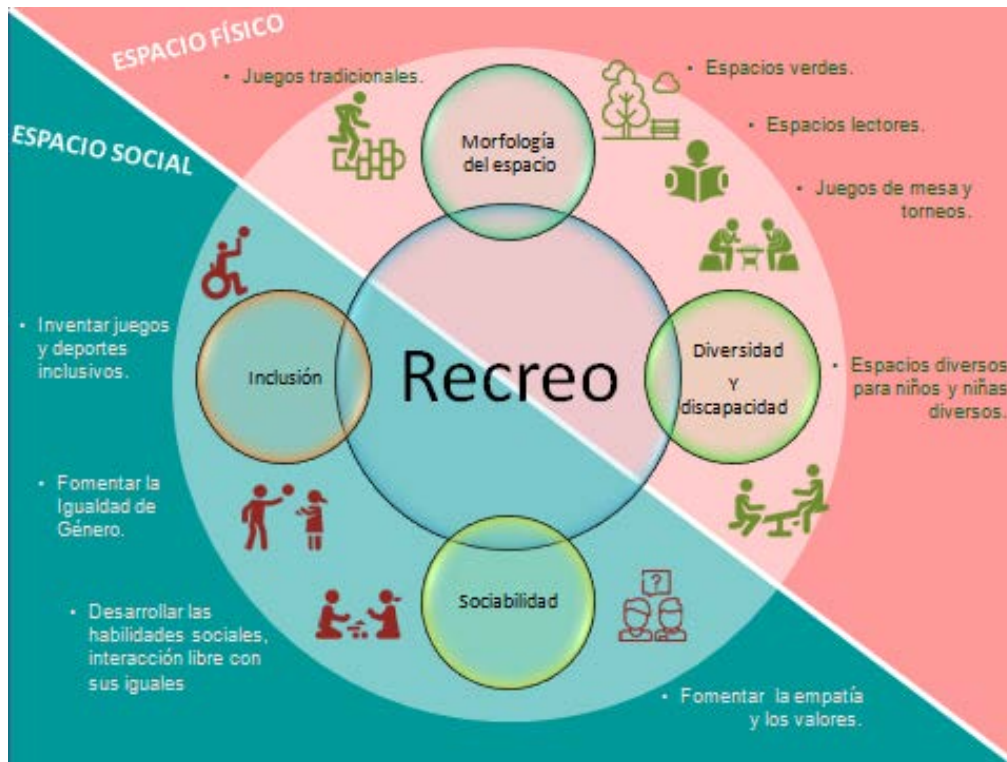 ESPACIO FÍSICO
ESPACIO SOCIAL
• Juegos tradicionales.
Morfología
del espacio
• Espacios verdes.
• Espacios lectores.
• Juegos de mesa y
torneos.
• Inventar juegos
y deportes
inclusivos.
Inclusión
Recreo
Diversidad
Y
discapacidad
• Espacios diversos
para niños y niñas
diversos.
• Fomentar la
Igualdad de
Género.
• Desarrollar las
habilidades sociales,
interacción libre con
sus iguales
Sociabilidad
?
• Fomentar la empatía
y los valores.